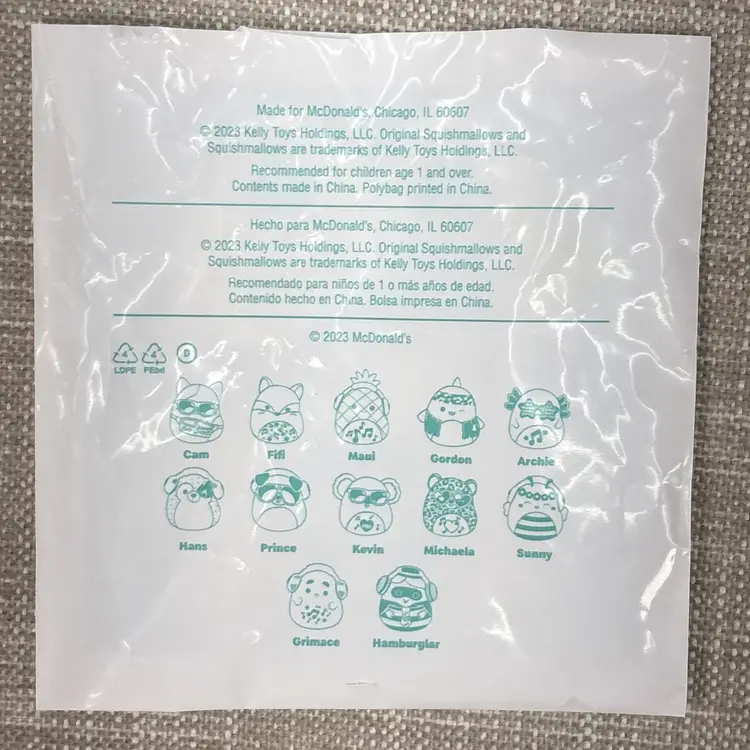 Made for McDonald's, Chicago, IL 60607
© 2023 Kelly Toys Holdings, LLC. Original Squishmallows and
Squishmallows are trademarks of Kelly Toys Holdings, LLC.
Recommended for children age 1 and over.
Contents made in China. Polybag printed in China.
Hecho para McDonald's, Chicago, IL 60607
© 2023 Kelly Toys Holdings, LLC. Original Squishmallows and
Squishmallows are trademarks of Kelly Toys Holdings, LLC.
Recomendado para niños de 1 o más años de edad.
Contenido hecho en China. Bolsa impresa en China.
© 2023 McDonald's
4 4 D
LDPE PEbd
Cam Fifi Maui Gordon Archie
Hans Prince Kevin Michaela Sunny
Grimace Hamburglar